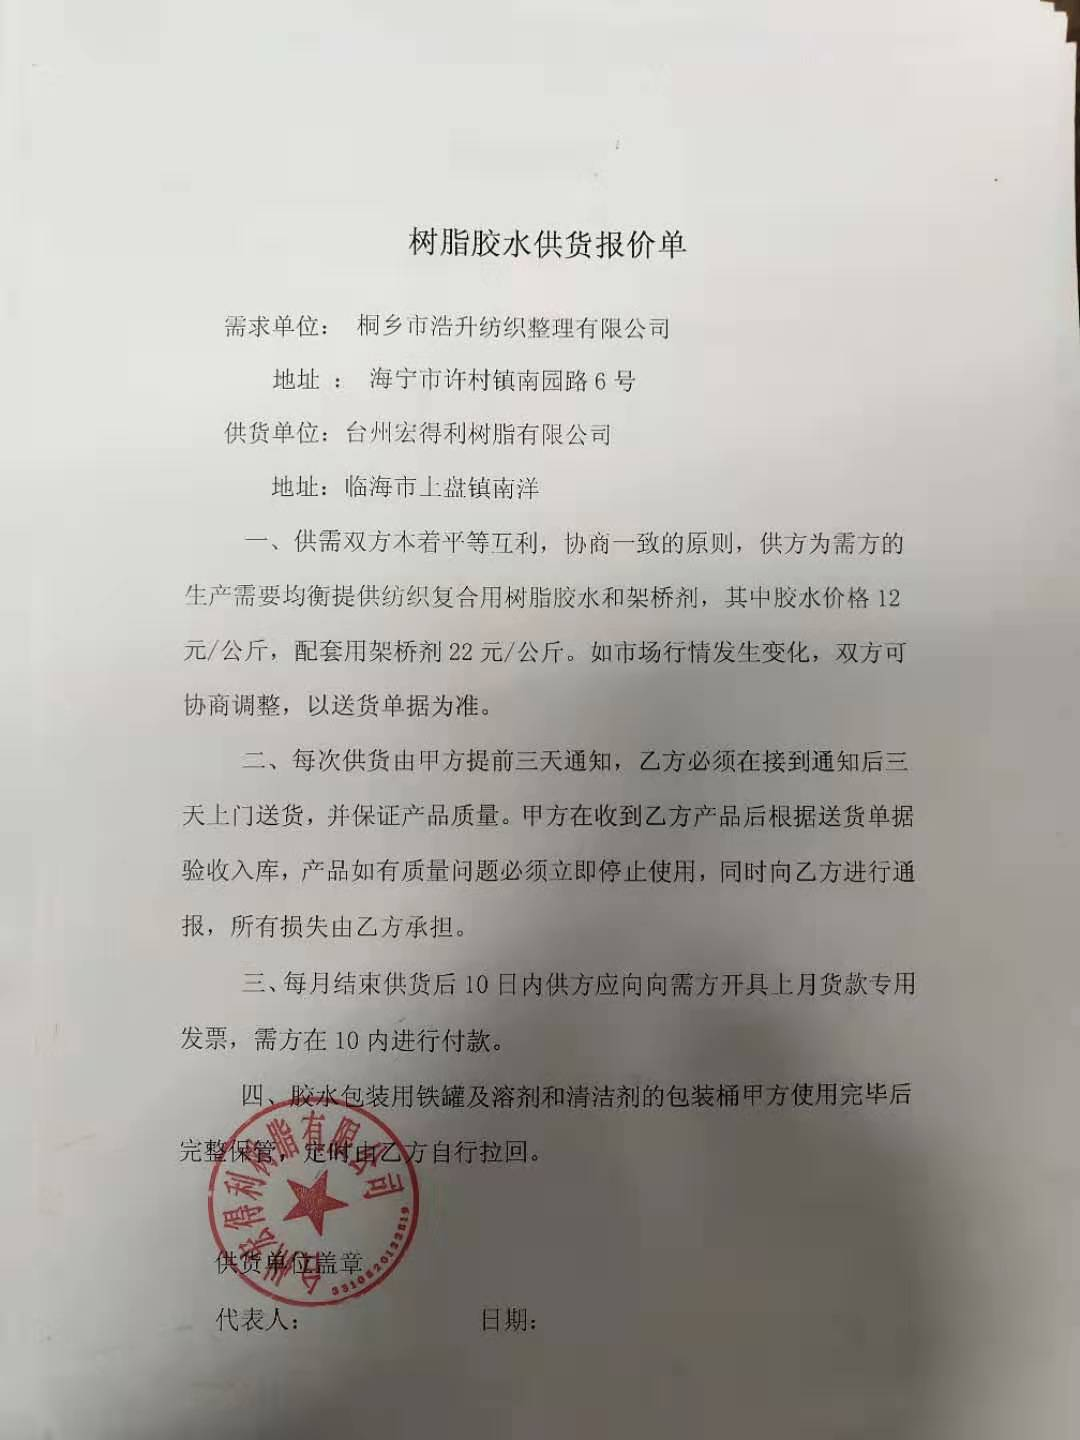 树脂胶水供货报价单
需求单位： 桐乡市浩升纺织整理有限公司
地址 ： 海宁市许村镇南园路6号
供货单位：台州宏得利树脂有限公司
地址：临海市上盘镇南洋
一、供需双方本着平等互利，协商一致的原则，供方为需方的
生产需要均衡提供纺织复合用树脂胶水和架桥剂，其中胶水价格12
元/公斤，配套用架桥剂22元/公斤。如市场行情发生变化，双方可
协商调整，以送货单据为准。
二、每次供货由甲方提前三天通知，乙方必须在接到通知后三
天上门送货，并保证产品质量。甲方在收到乙方产品后根据送货单据
验收入库，产品如有质量问题必须立即停止使用，同时向乙方进行通
报，所有损失由乙方承担。
三、每月结束供货后10日内供方应向向需方开具上月货款专用
发票，需方在10内进行付款。
四、胶水包装用铁罐及溶剂和清洁剂的包装桶甲方使用完毕后
完整保管，定时由乙方自行拉回。
台州宏得利树脂有限公司
供货单位盖章
代表人： 日期：